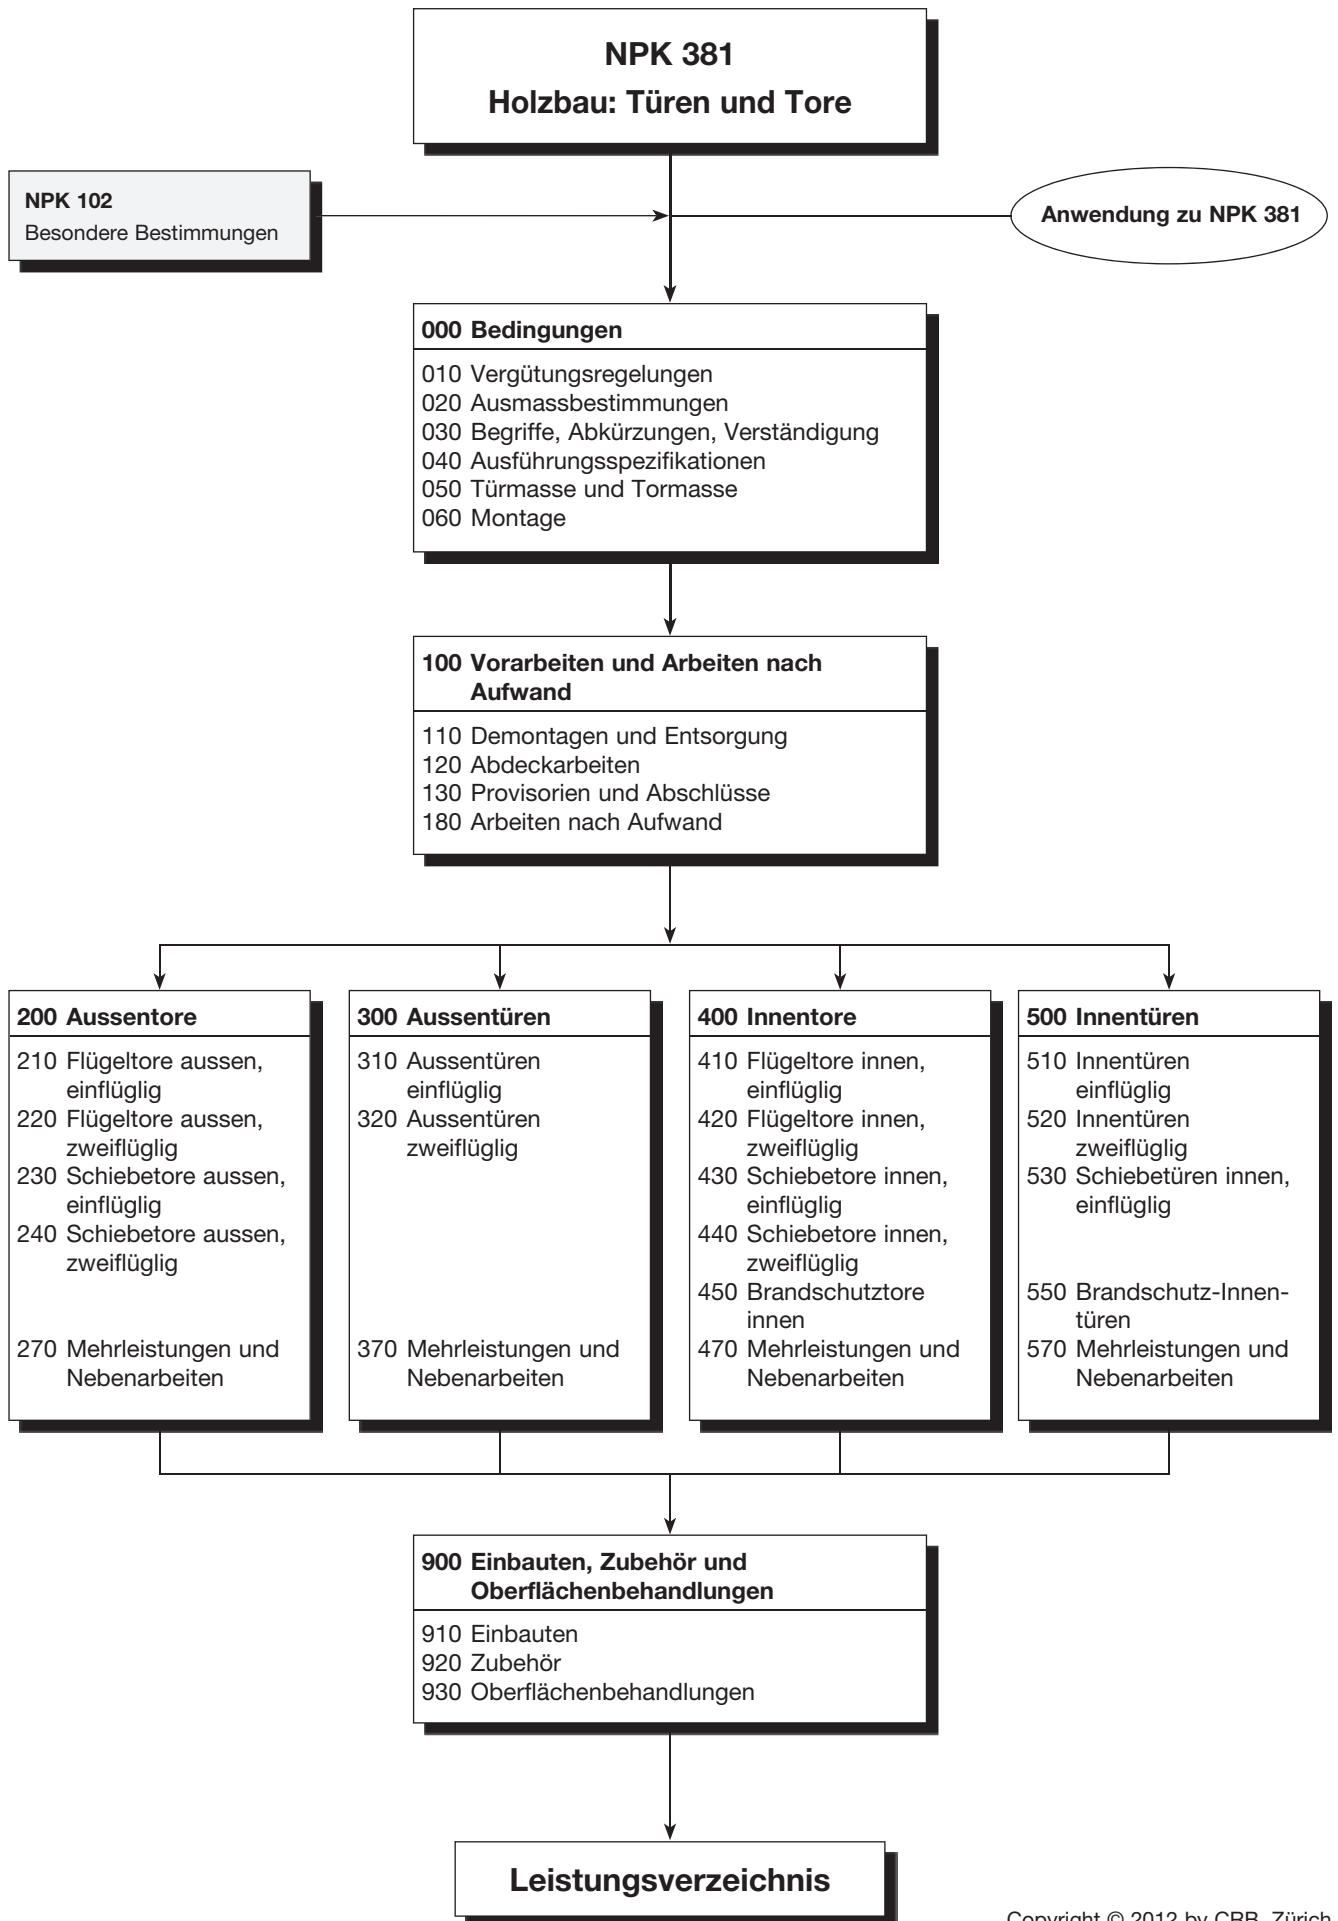 NPK 381
Holzbau: Türen und Tore
NPK 102
Besondere Bestimmungen
Anwendung zu NPK 381
000 Bedingungen
010 Vergütungsregelungen
020 Ausmassbestimmungen
030 Begriffe, Abkürzungen, Verständigung
040 Ausführungsspezifikationen
050 Türmasse und Tormasse
060 Montage
100 Vorarbeiten und Arbeiten nach
Aufwand
110 Demontagen und Entsorgung
120 Abdeckarbeiten
130 Provisorien und Abschlüsse
180 Arbeiten nach Aufwand
200 Aussentore
210 Flügeltore aussen,
einflüglig
220 Flügeltore aussen,
zweiflüglig
230 Schiebetore aussen,
einflüglig
240 Schiebetore aussen,
zweiflüglig
270 Mehrleistungen und
Nebenarbeiten
300 Aussentüren
310 Aussentüren
einflüglig
320 Aussentüren
zweiflüglig
370 Mehrleistungen und
Nebenarbeiten
400 Innentore
410 Flügeltore innen,
einflüglig
420 Flügeltore innen,
zweiflüglig
430 Schiebetore innen,
einflüglig
440 Schiebetore innen,
zweiflüglig
450 Brandschutztore
innen
470 Mehrleistungen und
Nebenarbeiten
500 Innentüren
510 Innentüren
einflüglig
520 Innentüren
zweiflüglig
530 Schiebetüren innen,
einflüglig
550 Brandschutz-Innen-
türen
570 Mehrleistungen und
Nebenarbeiten
900 Einbauten, Zubehör und
Oberflächenbehandlungen
910 Einbauten
920 Zubehör
930 Oberflächenbehandlungen
Leistungsverzeichnis
Copyright © 2012 by CRB, Zürich